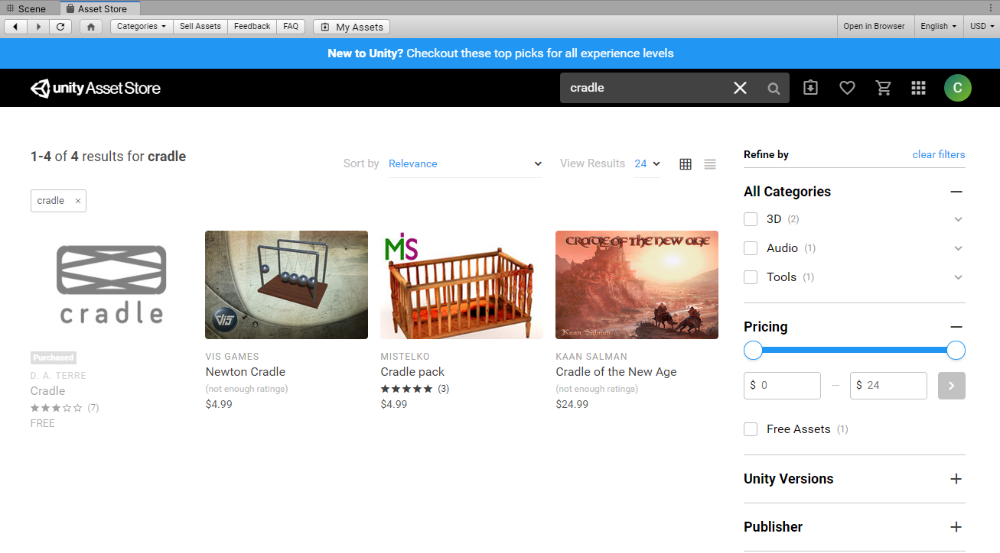 Scene
Asset Store
Categories
Sell Assets
Feedback
FAQ
My Assets
Open in Browser
English
USD
New to Unity? Checkout these top picks for all experience levels
unity Asset Store
cradle
C
1-4 of 4 results for cradle
Sort by
Relevance
View Results
24
Refine by
clear filters
cradle ×
All Categories
3D (2)
Audio (1)
Tools (1)
cradle
Purchased
D. A. TERRE
Cradle
(7)
FREE
VIS
VIS GAMES
Newton Cradle
(not enough ratings)
$4.99
MIS
MISTELKO
Cradle pack
(3)
$4.99
CRADLE OF THE NEW AGE
Kaan Salman
KAAN SALMAN
Cradle of the New Age
(not enough ratings)
$24.99
Pricing
$ 0
—
$ 24
Free Assets (1)
Unity Versions
Publisher